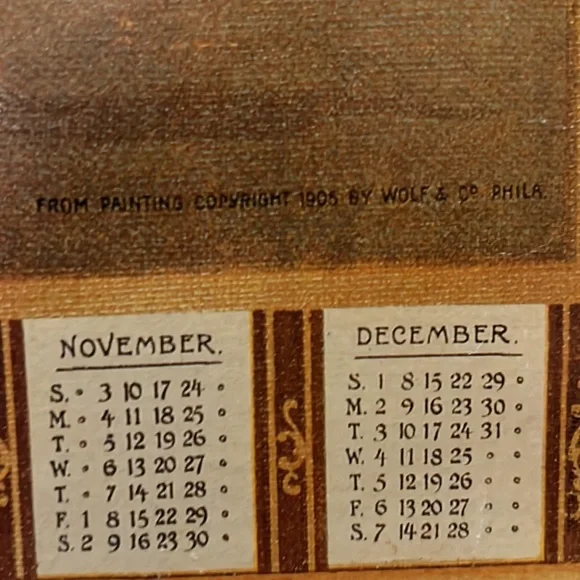 FROM PAINTING COPYRIGHT 1905 BY WOLF & Co. PHILA.
NOVEMBER.
S. • 3 10 17 24 •
M. • 4 11 18 25 •
T. • 5 12 19 26 •
W. • 6 13 20 27 •
T. • 7 14 21 28 •
F. 1 8 15 22 29 •
S. 2 9 16 23 30 •
DECEMBER.
S. 1 8 15 22 29 •
M. 2 9 16 23 30 •
T. 3 10 17 24 31 •
W. 4 11 18 25 • •
T. 5 12 19 26 • •
F. 6 13 20 27 • •
S. 7 14 21 28 • •